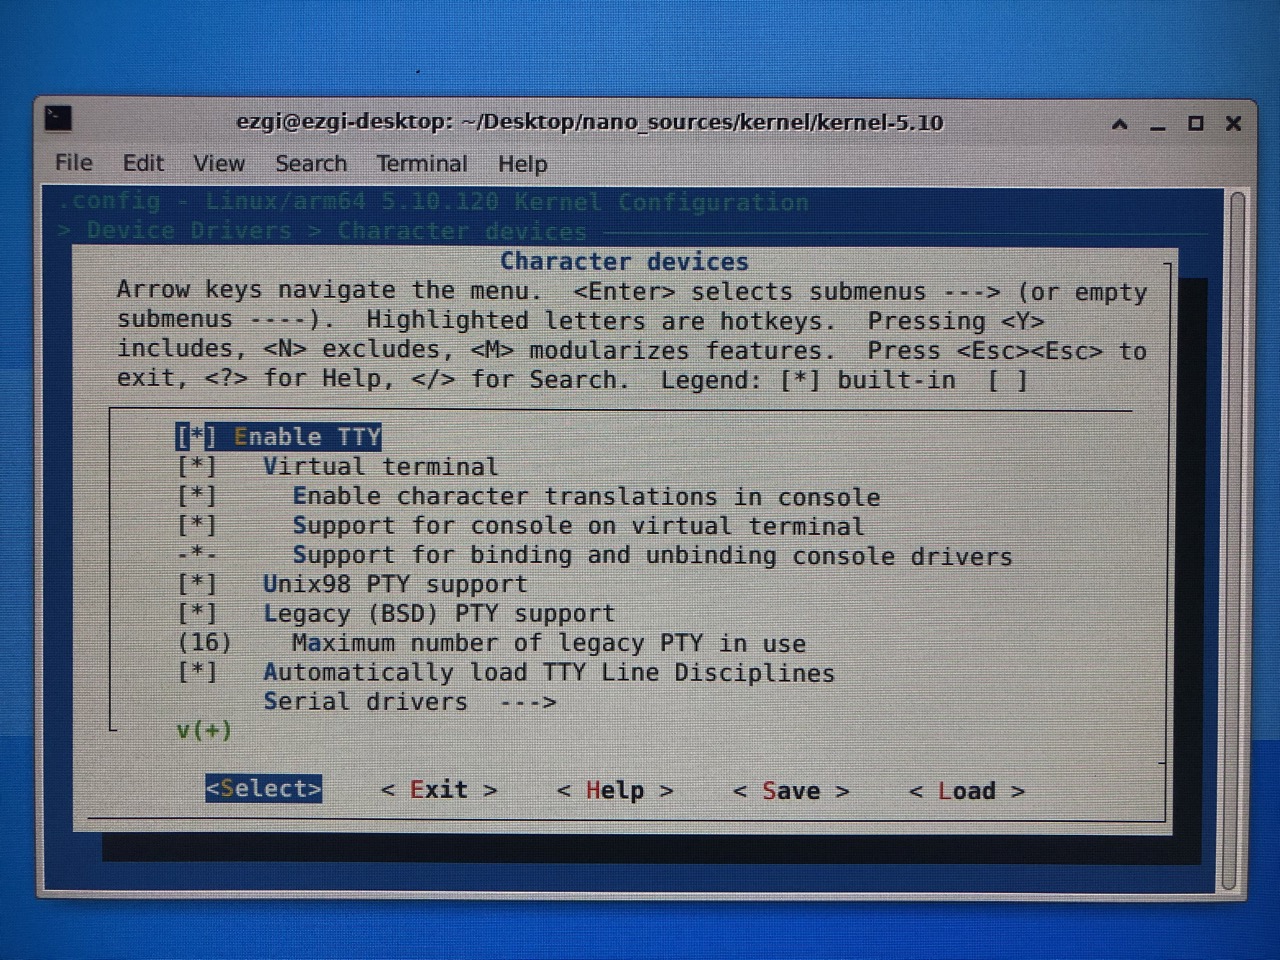 ezgi@ezgi-desktop: ~/Desktop/nano_sources/kernel/kernel-5.10
File Edit View Search Terminal Help
.config - Linux/arm64 5.10.120 Kernel Configuration
> Device Drivers > Character devices
Character devices
Arrow keys navigate the menu.  <Enter> selects submenus ---> (or empty
submenus ----).  Highlighted letters are hotkeys.  Pressing <Y>
includes, <N> excludes, <M> modularizes features.  Press <Esc><Esc> to
exit, <?> for Help, </> for Search.  Legend: [*] built-in  [ ]
[*] Enable TTY
[*]   Virtual terminal
[*]     Enable character translations in console
[*]     Support for console on virtual terminal
-*-     Support for binding and unbinding console drivers
[*]   Unix98 PTY support
[*]   Legacy (BSD) PTY support
(16)    Maximum number of legacy PTY in use
[*]   Automatically load TTY Line Disciplines
Serial drivers  --->
v(+)
<Select>    < Exit >    < Help >    < Save >    < Load >